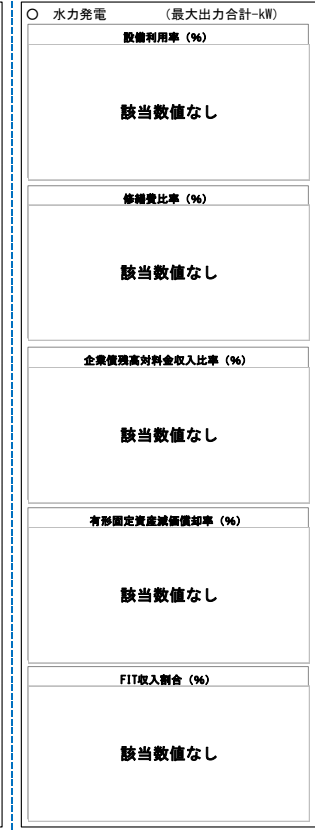 ○ 水力発電 (最大出力合計-kW)
設備利用率(%)
該当数値なし
修繕費比率(%)
該当数値なし
企業債残高対料金収入比率(%)
該当数値なし
有形固定資産減価償却率(%)
該当数値なし
FIT収入割合(%)
該当数値なし